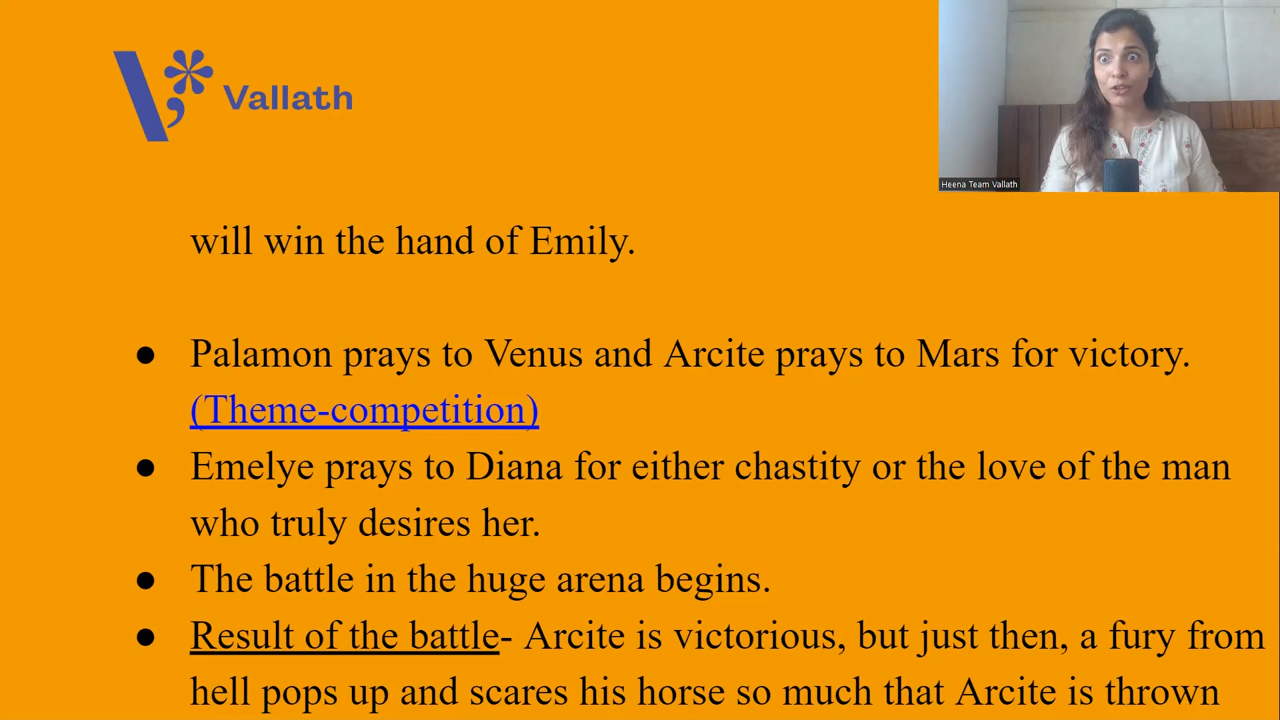 Vallath
Heena Team Vallath
will win the hand of Emily.
● Palamon prays to Venus and Arcite prays to Mars for victory.
(Theme-competition)
● Emelye prays to Diana for either chastity or the love of the man
who truly desires her.
● The battle in the huge arena begins.
● Result of the battle- Arcite is victorious, but just then, a fury from
hell pops up and scares his horse so much that Arcite is thrown